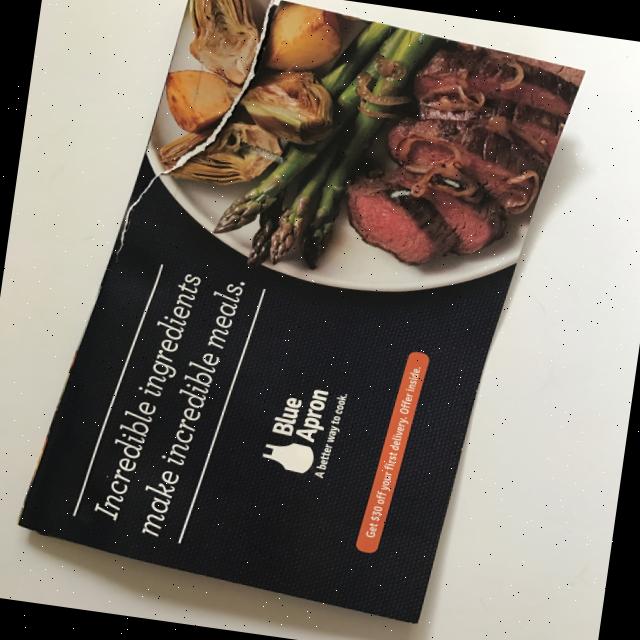 Incredible ingredients
make incredible meals.
Blue
Apron
A better way to cook.
Get $30 off your first delivery. Offer inside.